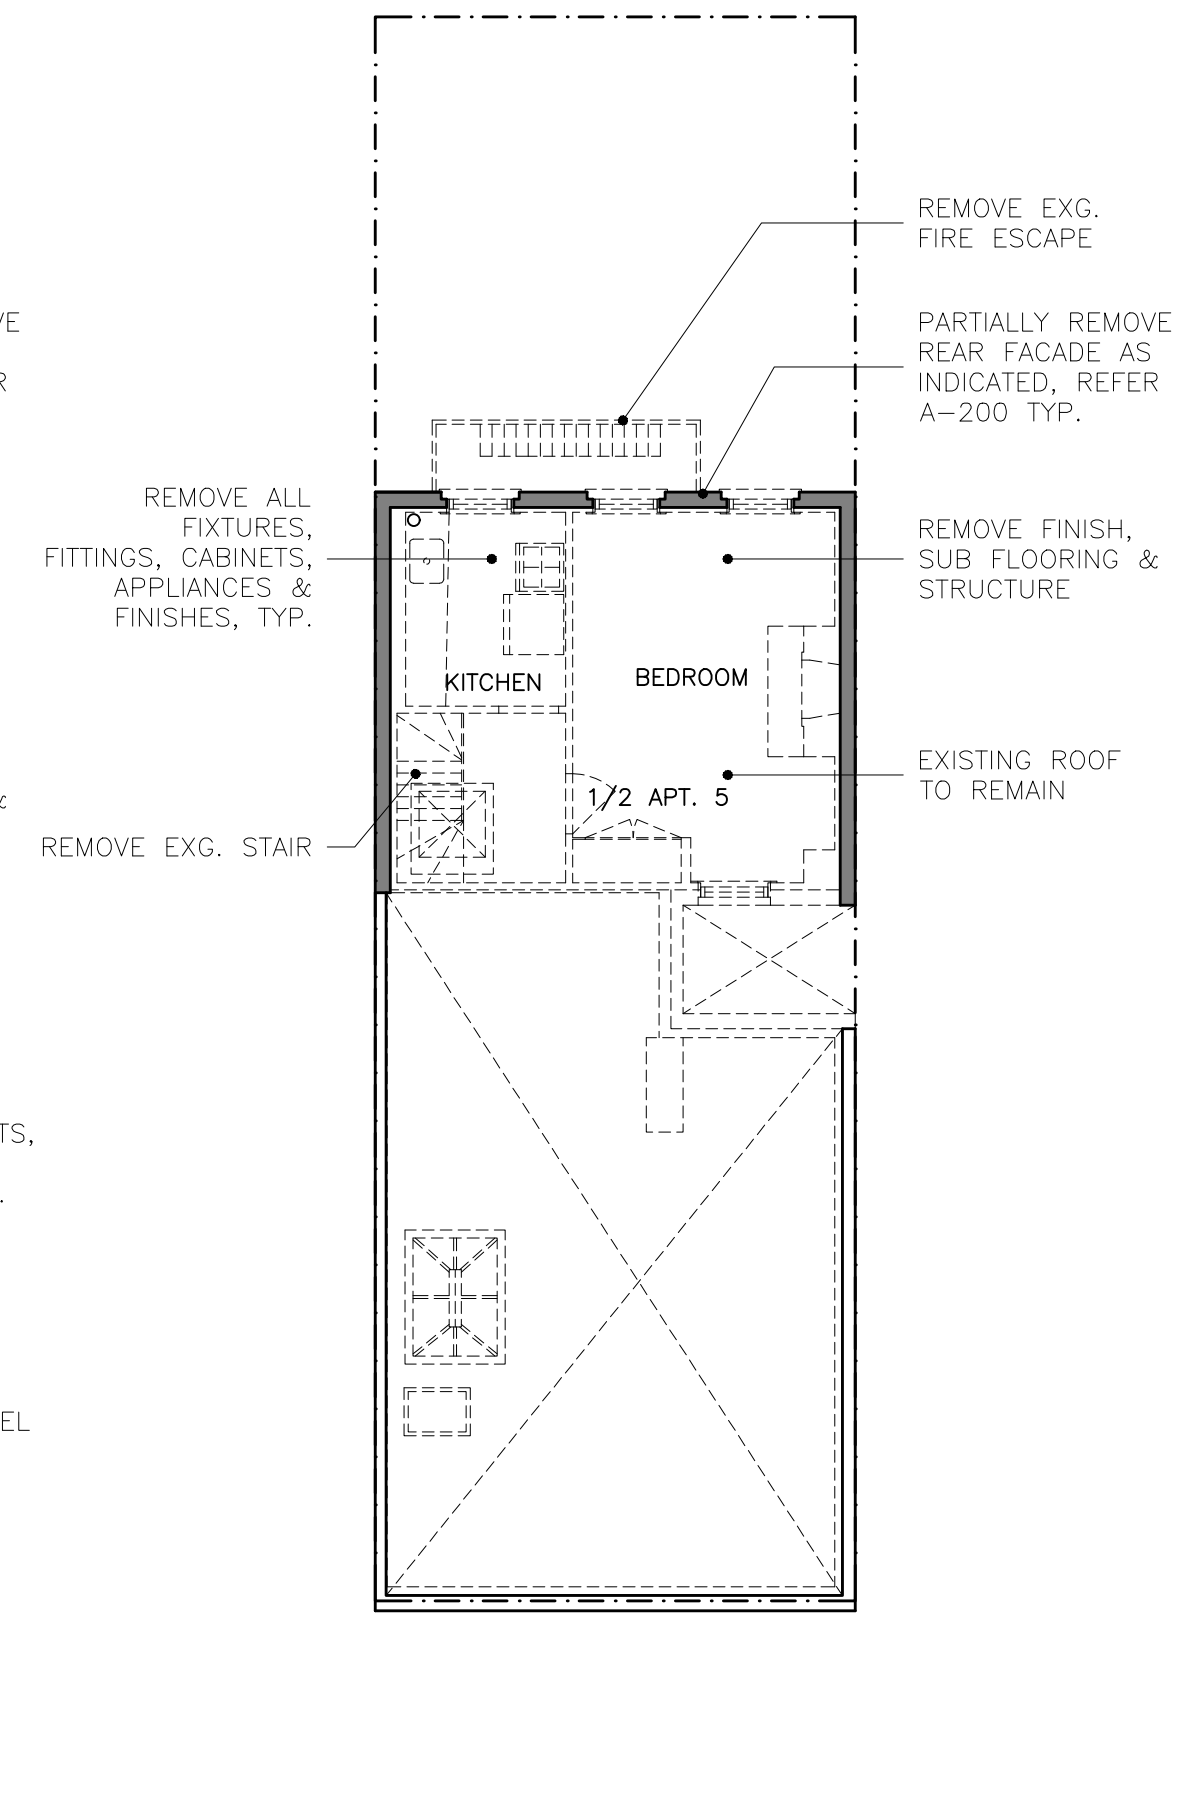 REMOVE EXG.
FIRE ESCAPE
PARTIALLY REMOVE
REAR FACADE AS
INDICATED, REFER
A-200 TYP.
REMOVE ALL
FIXTURES,
FITTINGS, CABINETS,
APPLIANCES &
FINISHES, TYP.
REMOVE FINISH,
SUB FLOORING &
STRUCTURE
KITCHEN
BEDROOM
EXISTING ROOF
TO REMAIN
1/2 APT. 5
&
REMOVE EXG. STAIR